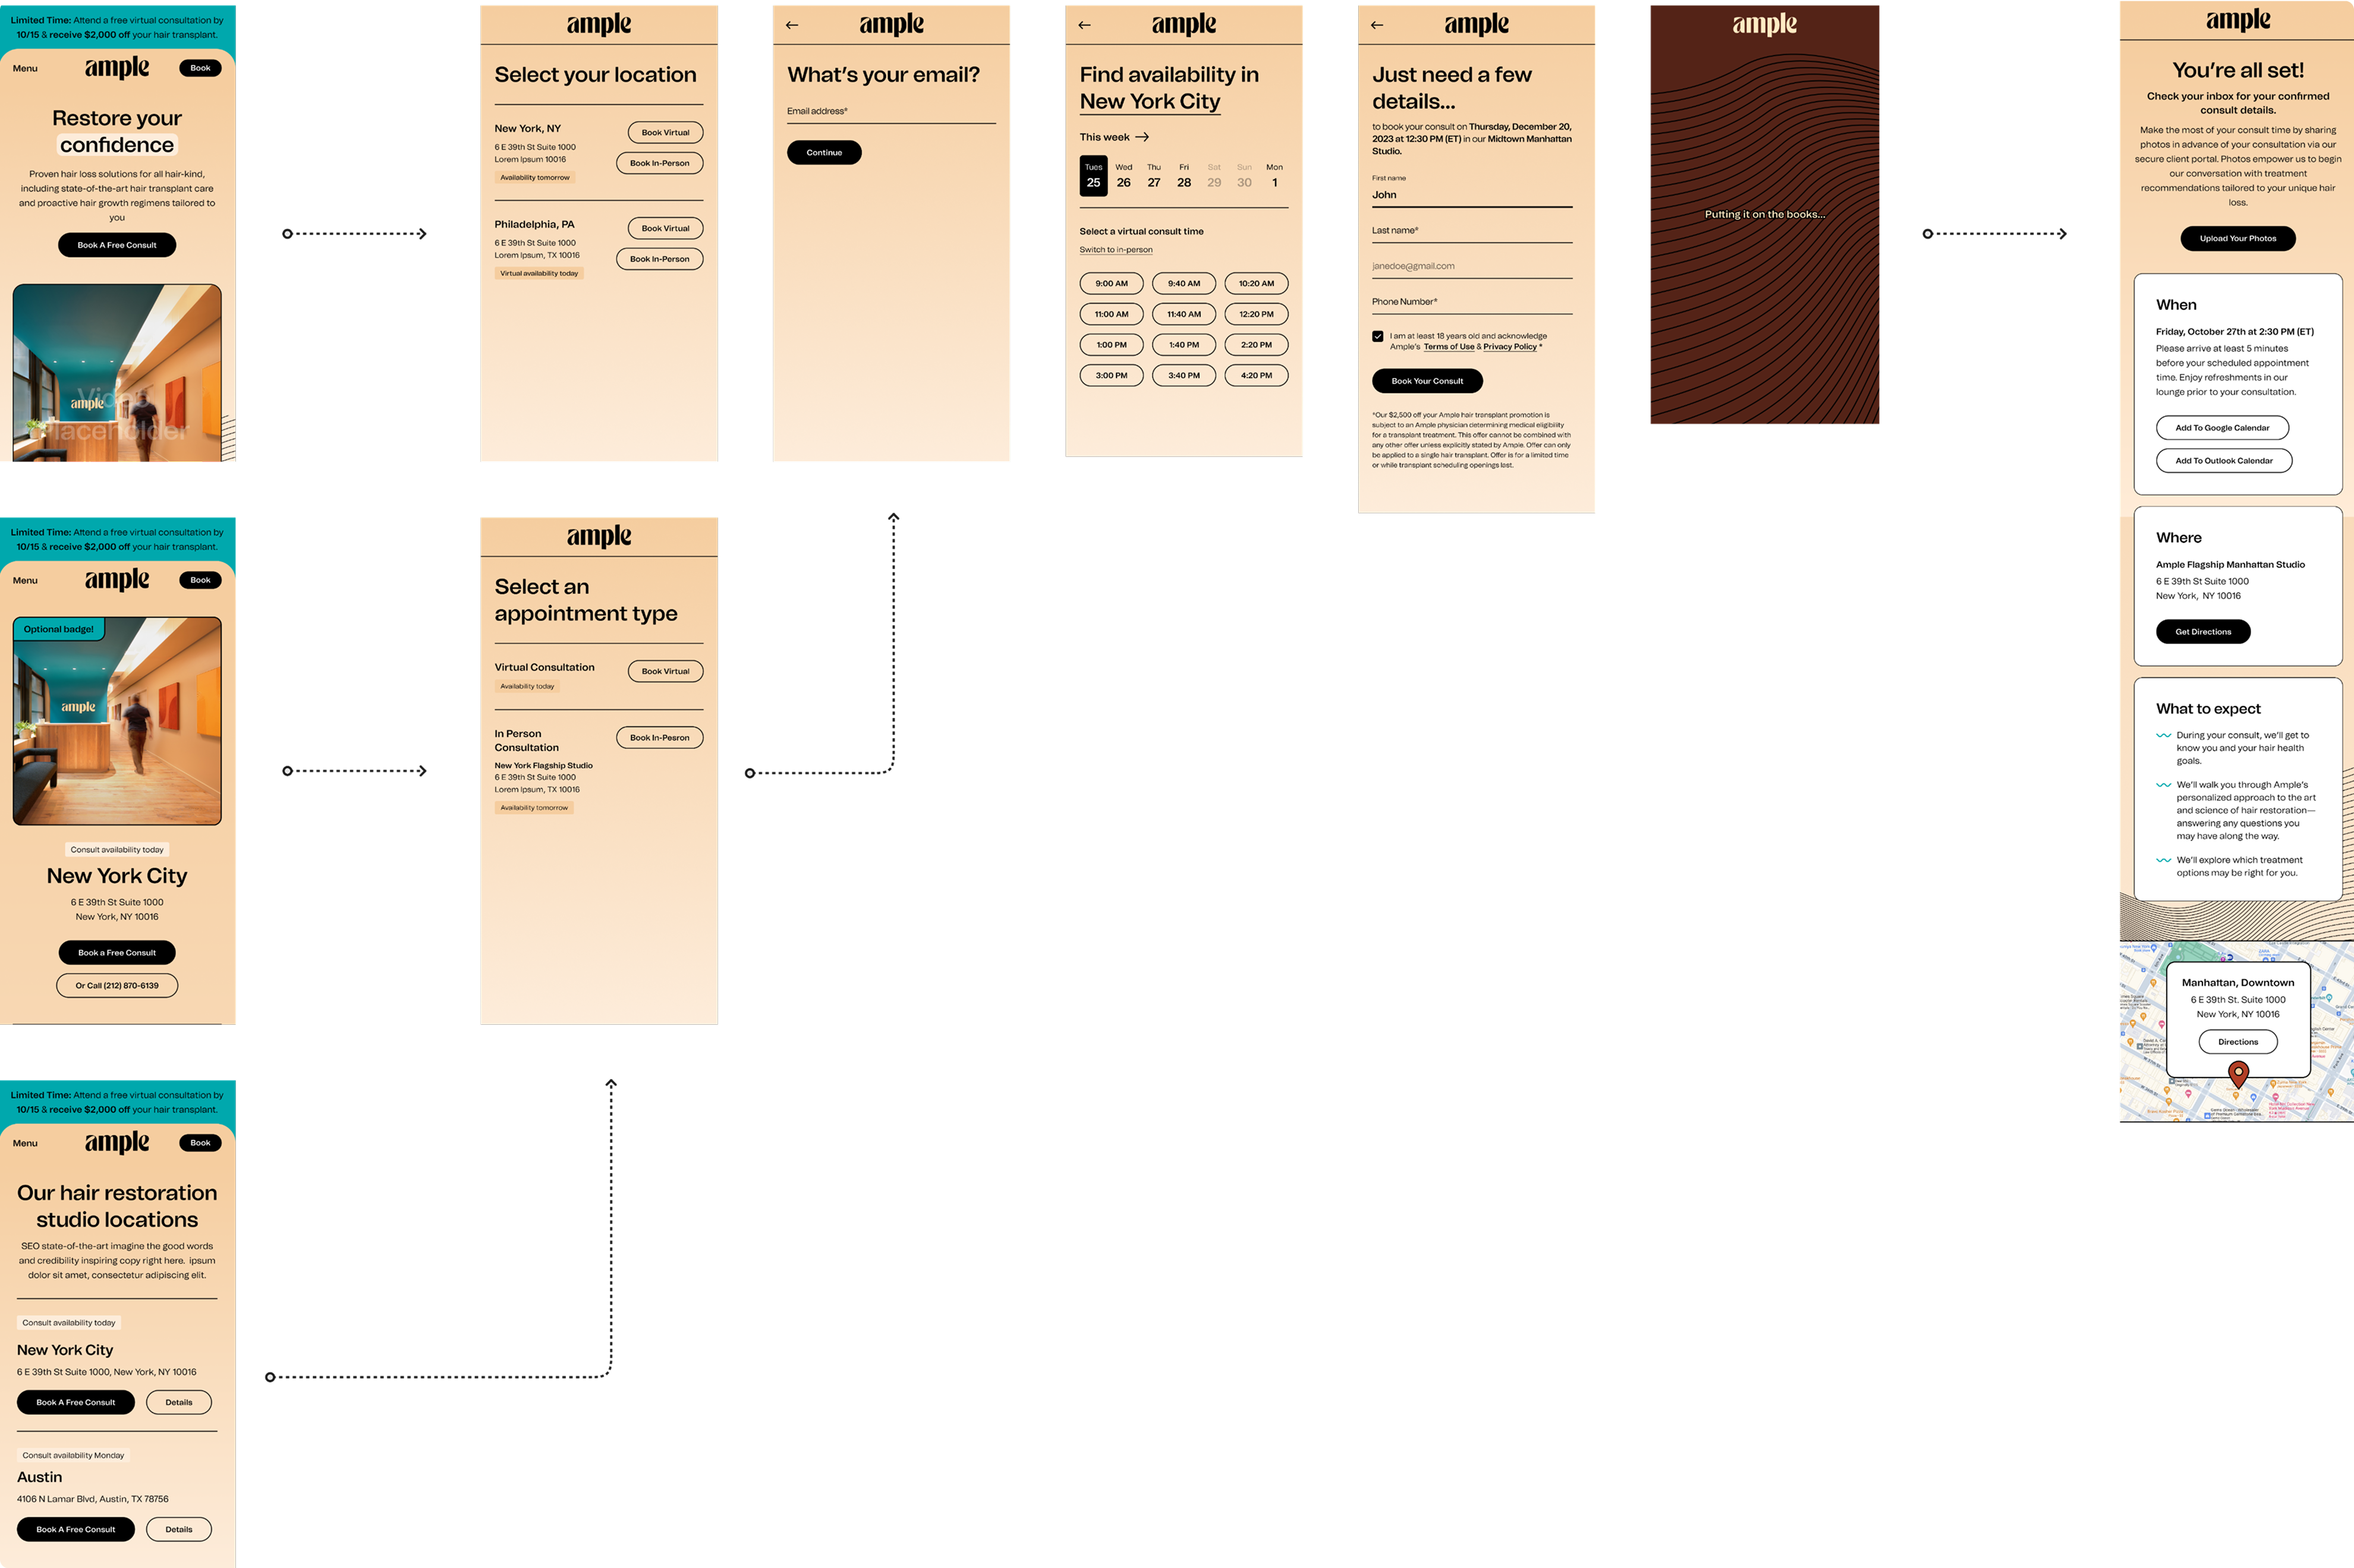 Limited Time: Attend a free virtual consultation by
10/15 & receive $2,000 off your hair transplant.
Menu
ample
Book
Restore your
confidence
Proven hair loss solutions for all hair-kind,
including state-of-the-art hair transplant care
and proactive hair growth regimens tailored to
you
Book A Free Consult
Video
ample
Placeholder
ample
Select your location
New York, NY
Book Virtual
6 E 39th St Suite 1000
Lorem Ipsum 10016
Book In-Person
Availability tomorrow
Philadelphia, PA
Book Virtual
6 E 39th St Suite 1000
Lorem Ipsum, TX 10016
Book In-Person
Virtual availability today
ample
What's your email?
Email address*
Continue
ample
Find availability in
New York City
This week
Tues Wed Thu Fri Sat Sun Mon
25 26 27 28 29 30 1
Select a virtual consult time
Switch to in-person
9:00 AM 9:40 AM 10:20 AM
11:00 AM 11:40 AM 12:20 PM
1:00 PM 1:40 PM 2:20 PM
3:00 PM 3:40 PM 4:20 PM
ample
Just need a few
details...
to book your consult on Thursday, December 20,
2023 at 12:30 PM (ET) in our Midtown Manhattan
Studio.
First name
John
Last name*
janedoe@gmail.com
Phone Number*
I am at least 18 years old and acknowledge
Ample's Terms of Use & Privacy Policy *
Book Your Consult
*Our $2,500 off your Ample hair transplant promotion is
subject to an Ample physician determining medical eligibility
for a transplant treatment. This offer cannot be combined with
any other offer unless explicitly stated by Ample. Offer can only
be applied to a single hair transplant. Offer is for a limited time
or while transplant scheduling openings last.
ample
Putting it on the books...
ample
You're all set!
Check your inbox for your confirmed
consult details.
Make the most of your consult time by sharing
photos in advance of your consultation via our
secure client portal. Photos empower us to begin
our conversation with treatment
recommendations tailored to your unique hair
loss.
Upload Your Photos
When
Friday, October 27th at 2:30 PM (ET)
Please arrive at least 5 minutes
before your scheduled appointment
time. Enjoy refreshments in our
lounge prior to your consultation.
Add To Google Calendar
Add To Outlook Calendar
Where
Ample Flagship Manhattan Studio
6 E 39th St Suite 1000
New York, NY 10016
Get Directions
What to expect
During your consult, we'll get to
know you and your hair health
goals.
We'll walk you through Ample's
personalized approach to the art
and science of hair restoration—
answering any questions you
may have along the way.
We'll explore which treatment
options may be right for you.
Manhattan, Downtown
6 E 39th St. Suite 1000
New York, NY 10016
Directions
Limited Time: Attend a free virtual consultation by
10/15 & receive $2,000 off your hair transplant.
Menu
ample
Book
Optional badge!
ample
Consult availability today
New York City
6 E 39th St Suite 1000
New York, NY 10016
Book a Free Consult
Or Call (212) 870-6139
ample
Select an
appointment type
Virtual Consultation
Book Virtual
Availability today
In Person
Consultation
Book In-Pesron
New York Flagship Studio
6 E 39th St Suite 1000
Lorem Ipsum, TX 10016
Availability tomorrow
Limited Time: Attend a free virtual consultation by
10/15 & receive $2,000 off your hair transplant.
Menu
ample
Book
Our hair restoration
studio locations
SEO state-of-the-art imagine the good words
and credibility inspiring copy right here. ipsum
dolor sit amet, consectetur adipiscing elit.
Consult availability today
New York City
6 E 39th St Suite 1000, New York, NY 10016
Book A Free Consult
Details
Consult availability Monday
Austin
4106 N Lamar Blvd, Austin, TX 78756
Book A Free Consult
Details